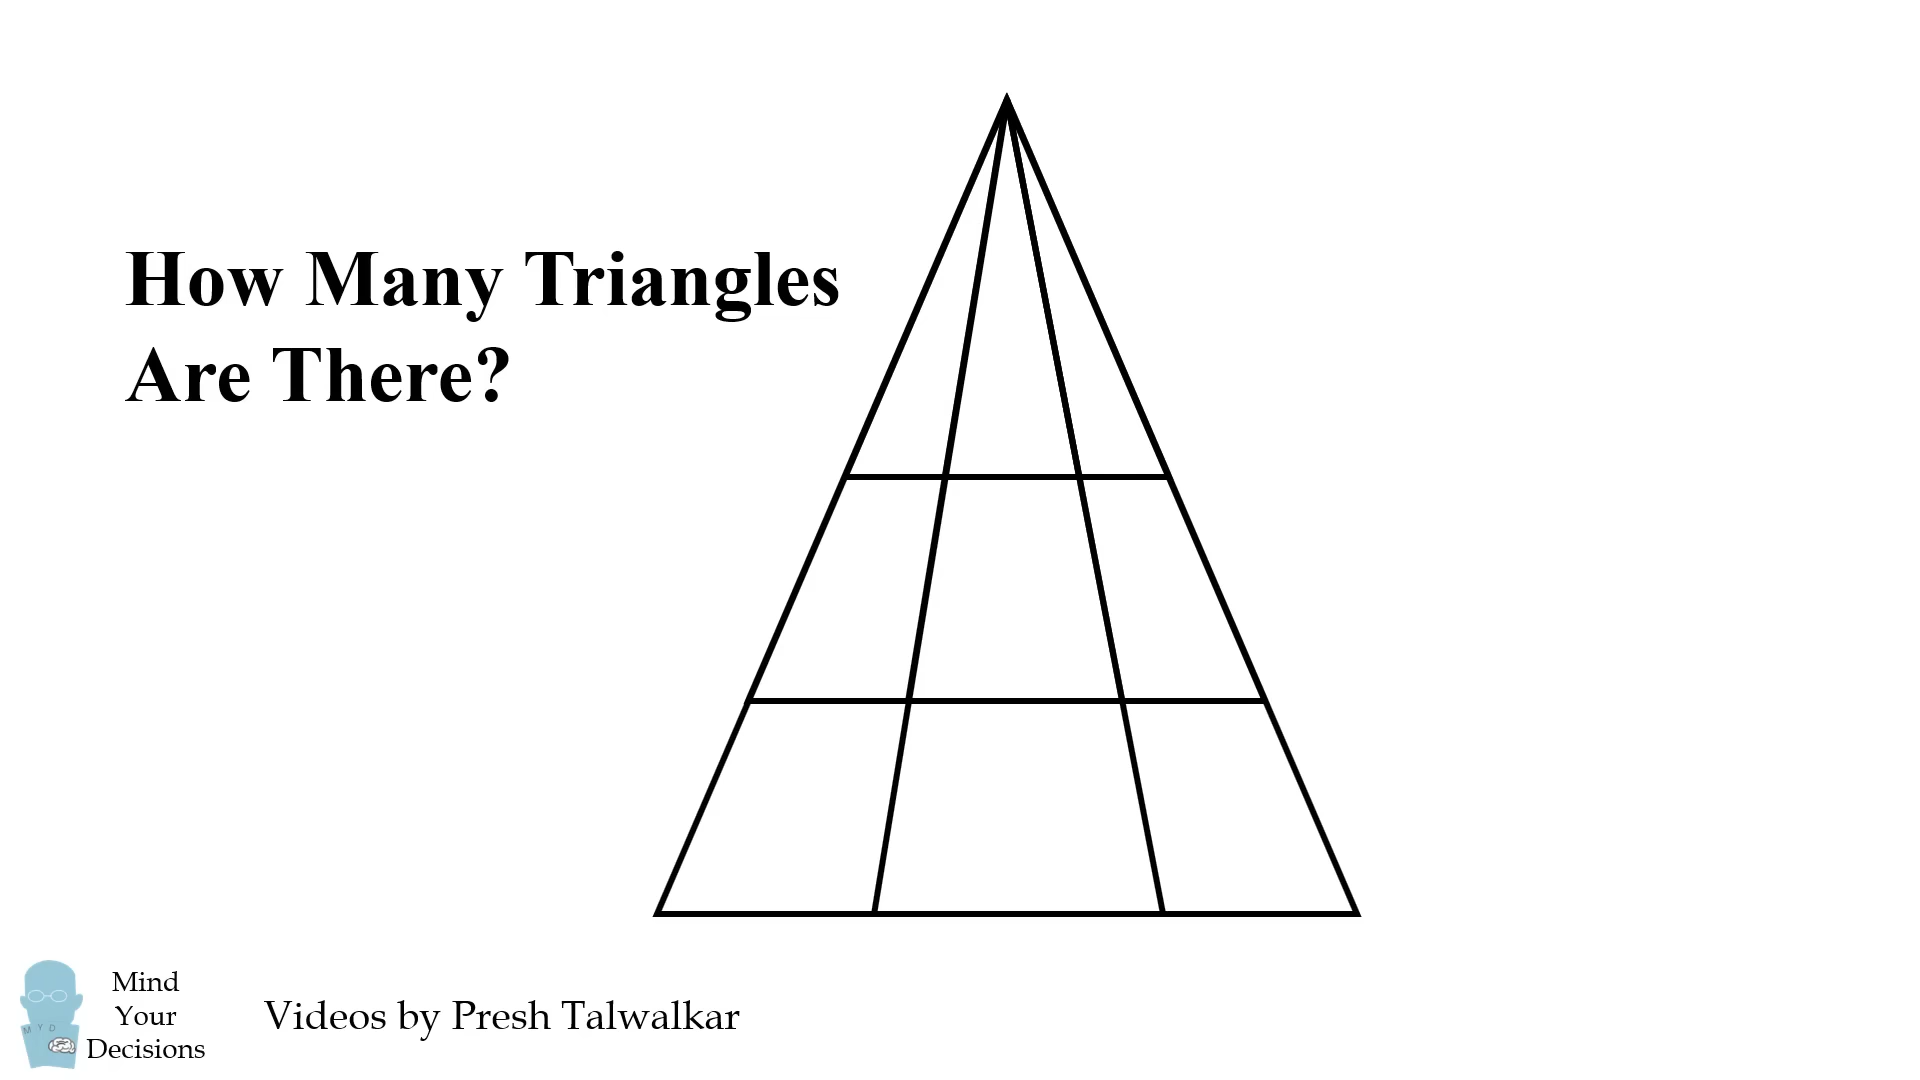 How Many Triangles
Are There?
M Y D
Mind
Your
Decisions
Videos by Presh Talwalkar